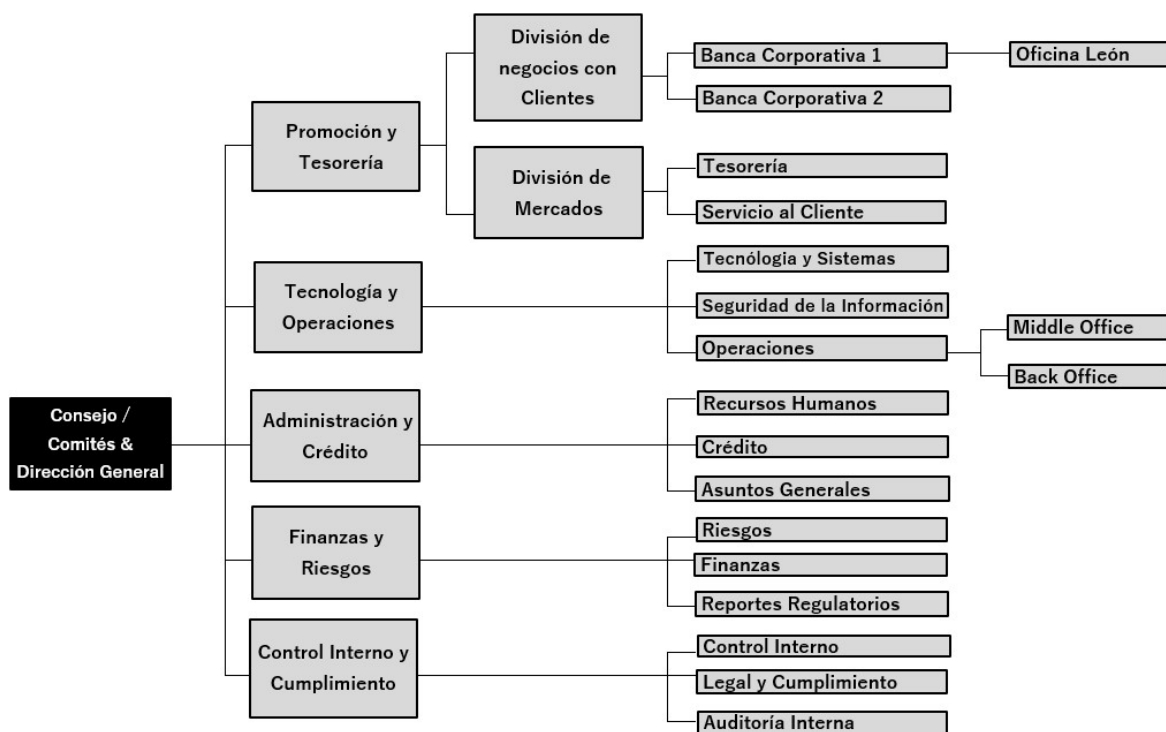 División de
negocios con
Clientes
Banca Corporativa 1
Oficina León
Banca Corporativa 2
Promoción y
Tesorería
División de
Mercados
Tesorería
Servicio al Cliente
Tecnología y
Operaciones
Tecnólogia y Sistemas
Seguridad de la Información
Operaciones
Middle Office
Back Office
Consejo /
Comités &
Dirección General
Administración y
Crédito
Recursos Humanos
Crédito
Asuntos Generales
Finanzas y
Riesgos
Riesgos
Finanzas
Reportes Regulatorios
Control Interno y
Cumplimiento
Control Interno
Legal y Cumplimiento
Auditoría Interna